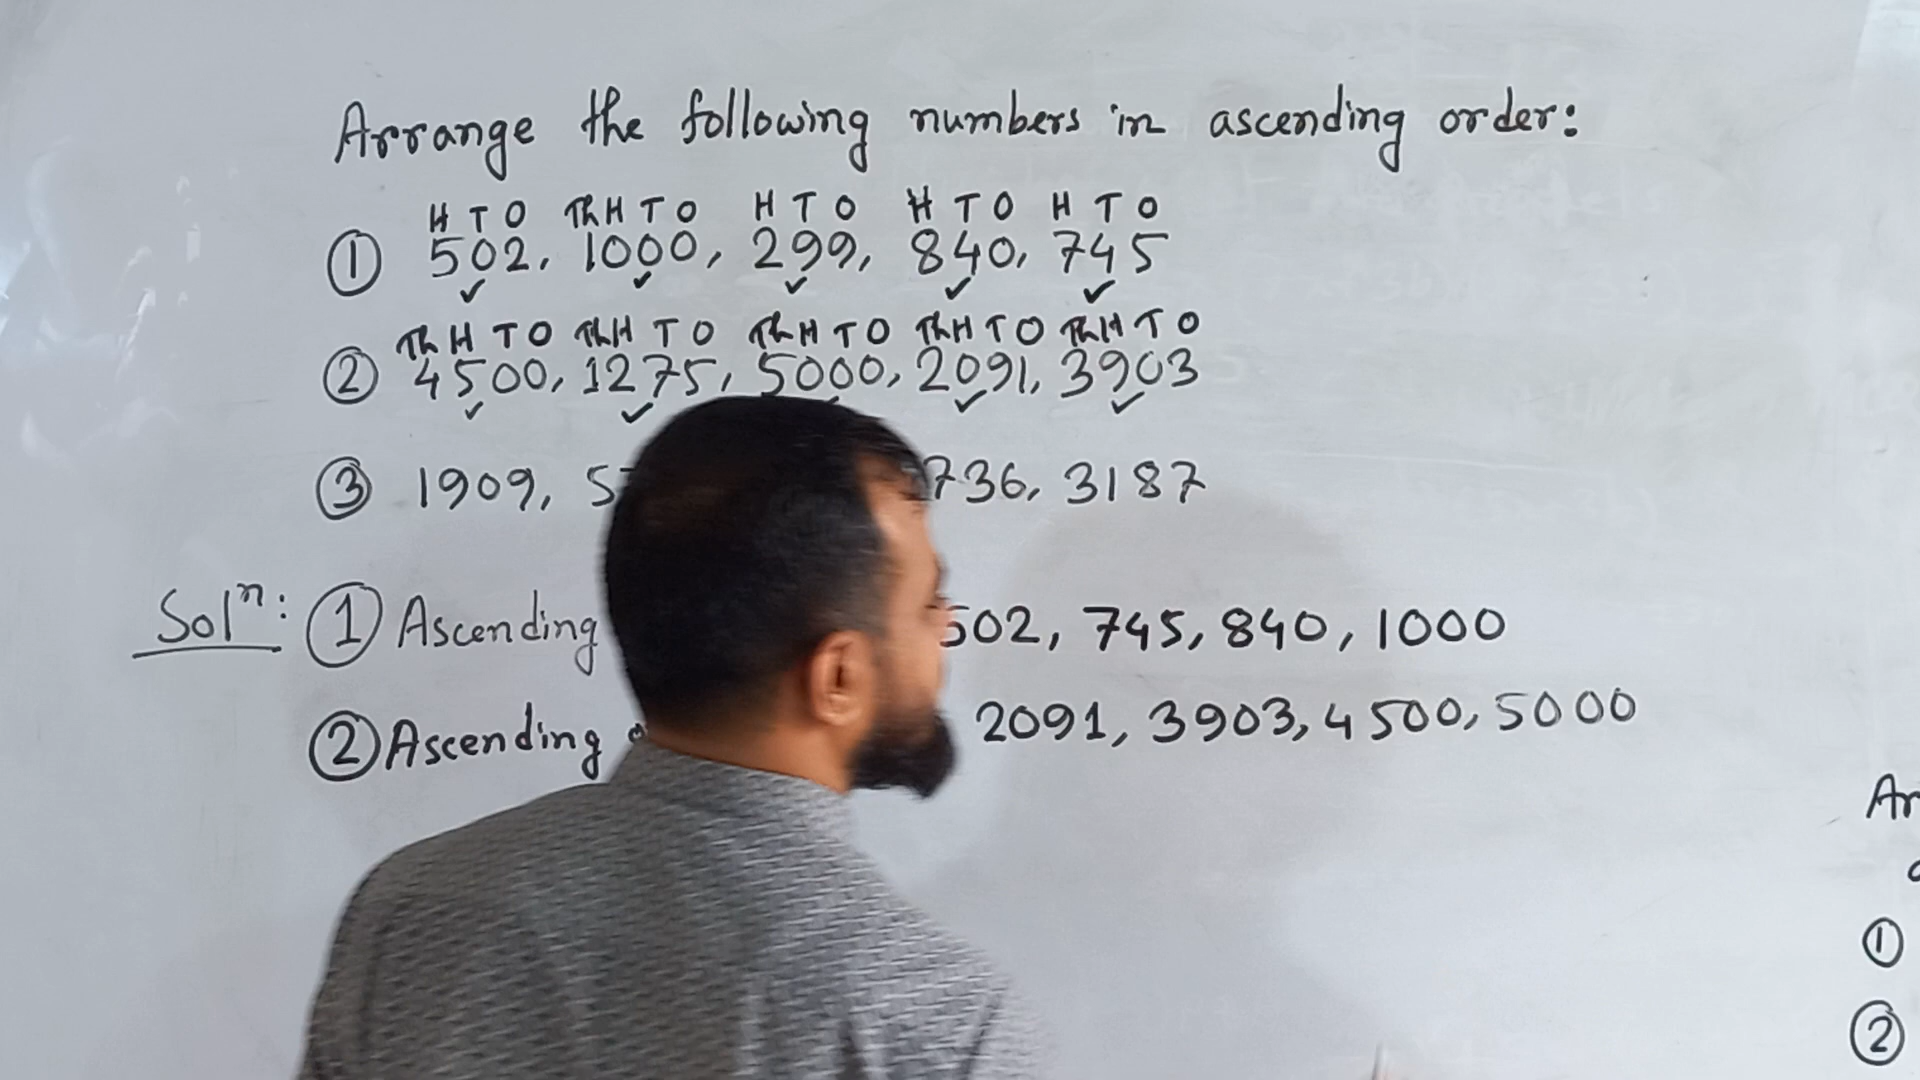 Arrange the following numbers in ascending order:
H T O Th H T O H T O H T O H T O
① 502, 1000, 299, 840, 745
Th H T O Th H T O Th H T O Th H T O Th H T O
② 4500, 1275, 5000, 2091, 3903
③ 1909, 736, 3187
Solⁿ: ① Ascending 502, 745, 840, 1000
② Ascending 2091, 3903, 4500, 5000
①
②